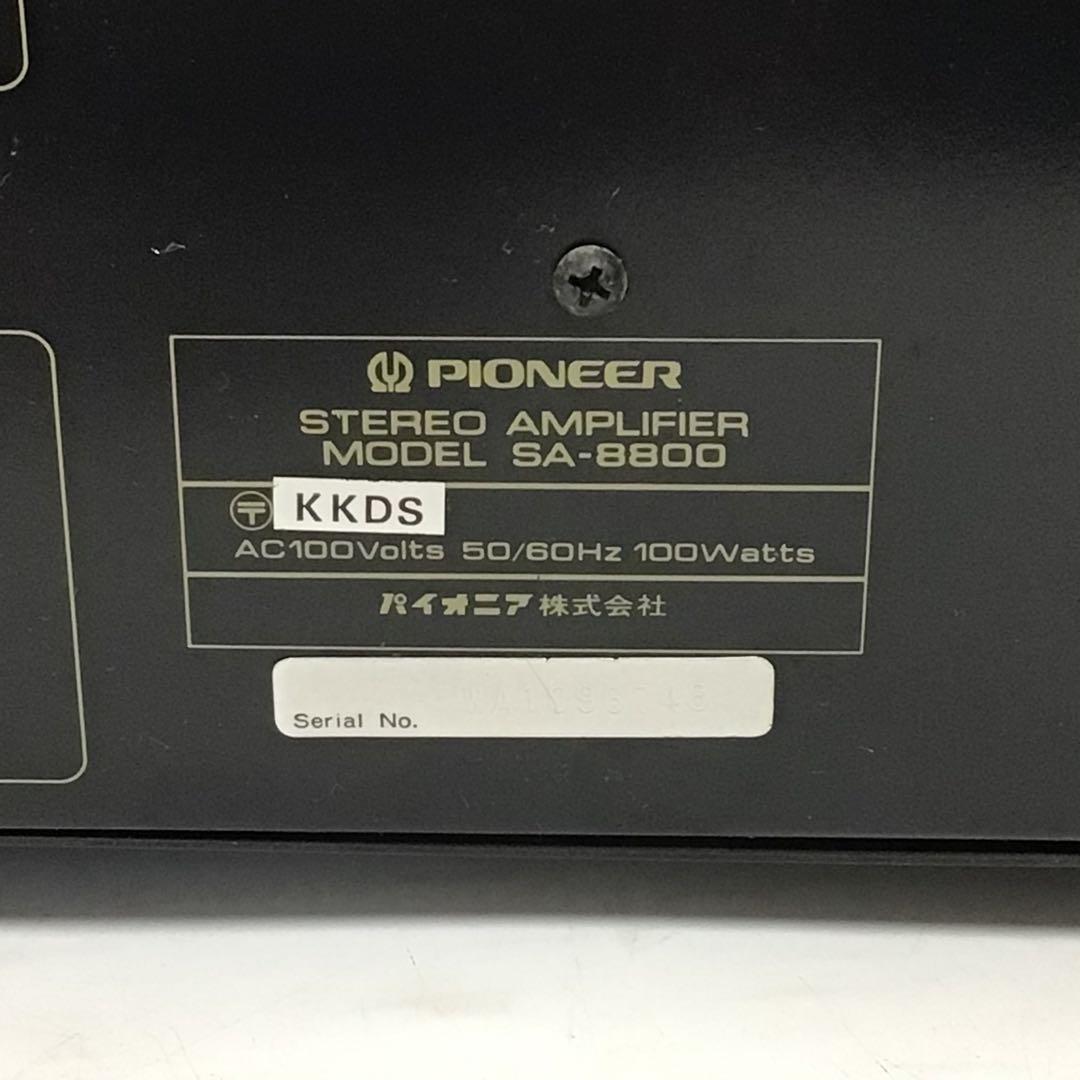 PIONEER
STEREO AMPLIFIER
MODEL SA-8800
〒 KKDS
AC100Volts 50/60Hz 100Watts
パイオニア株式会社
Serial No.